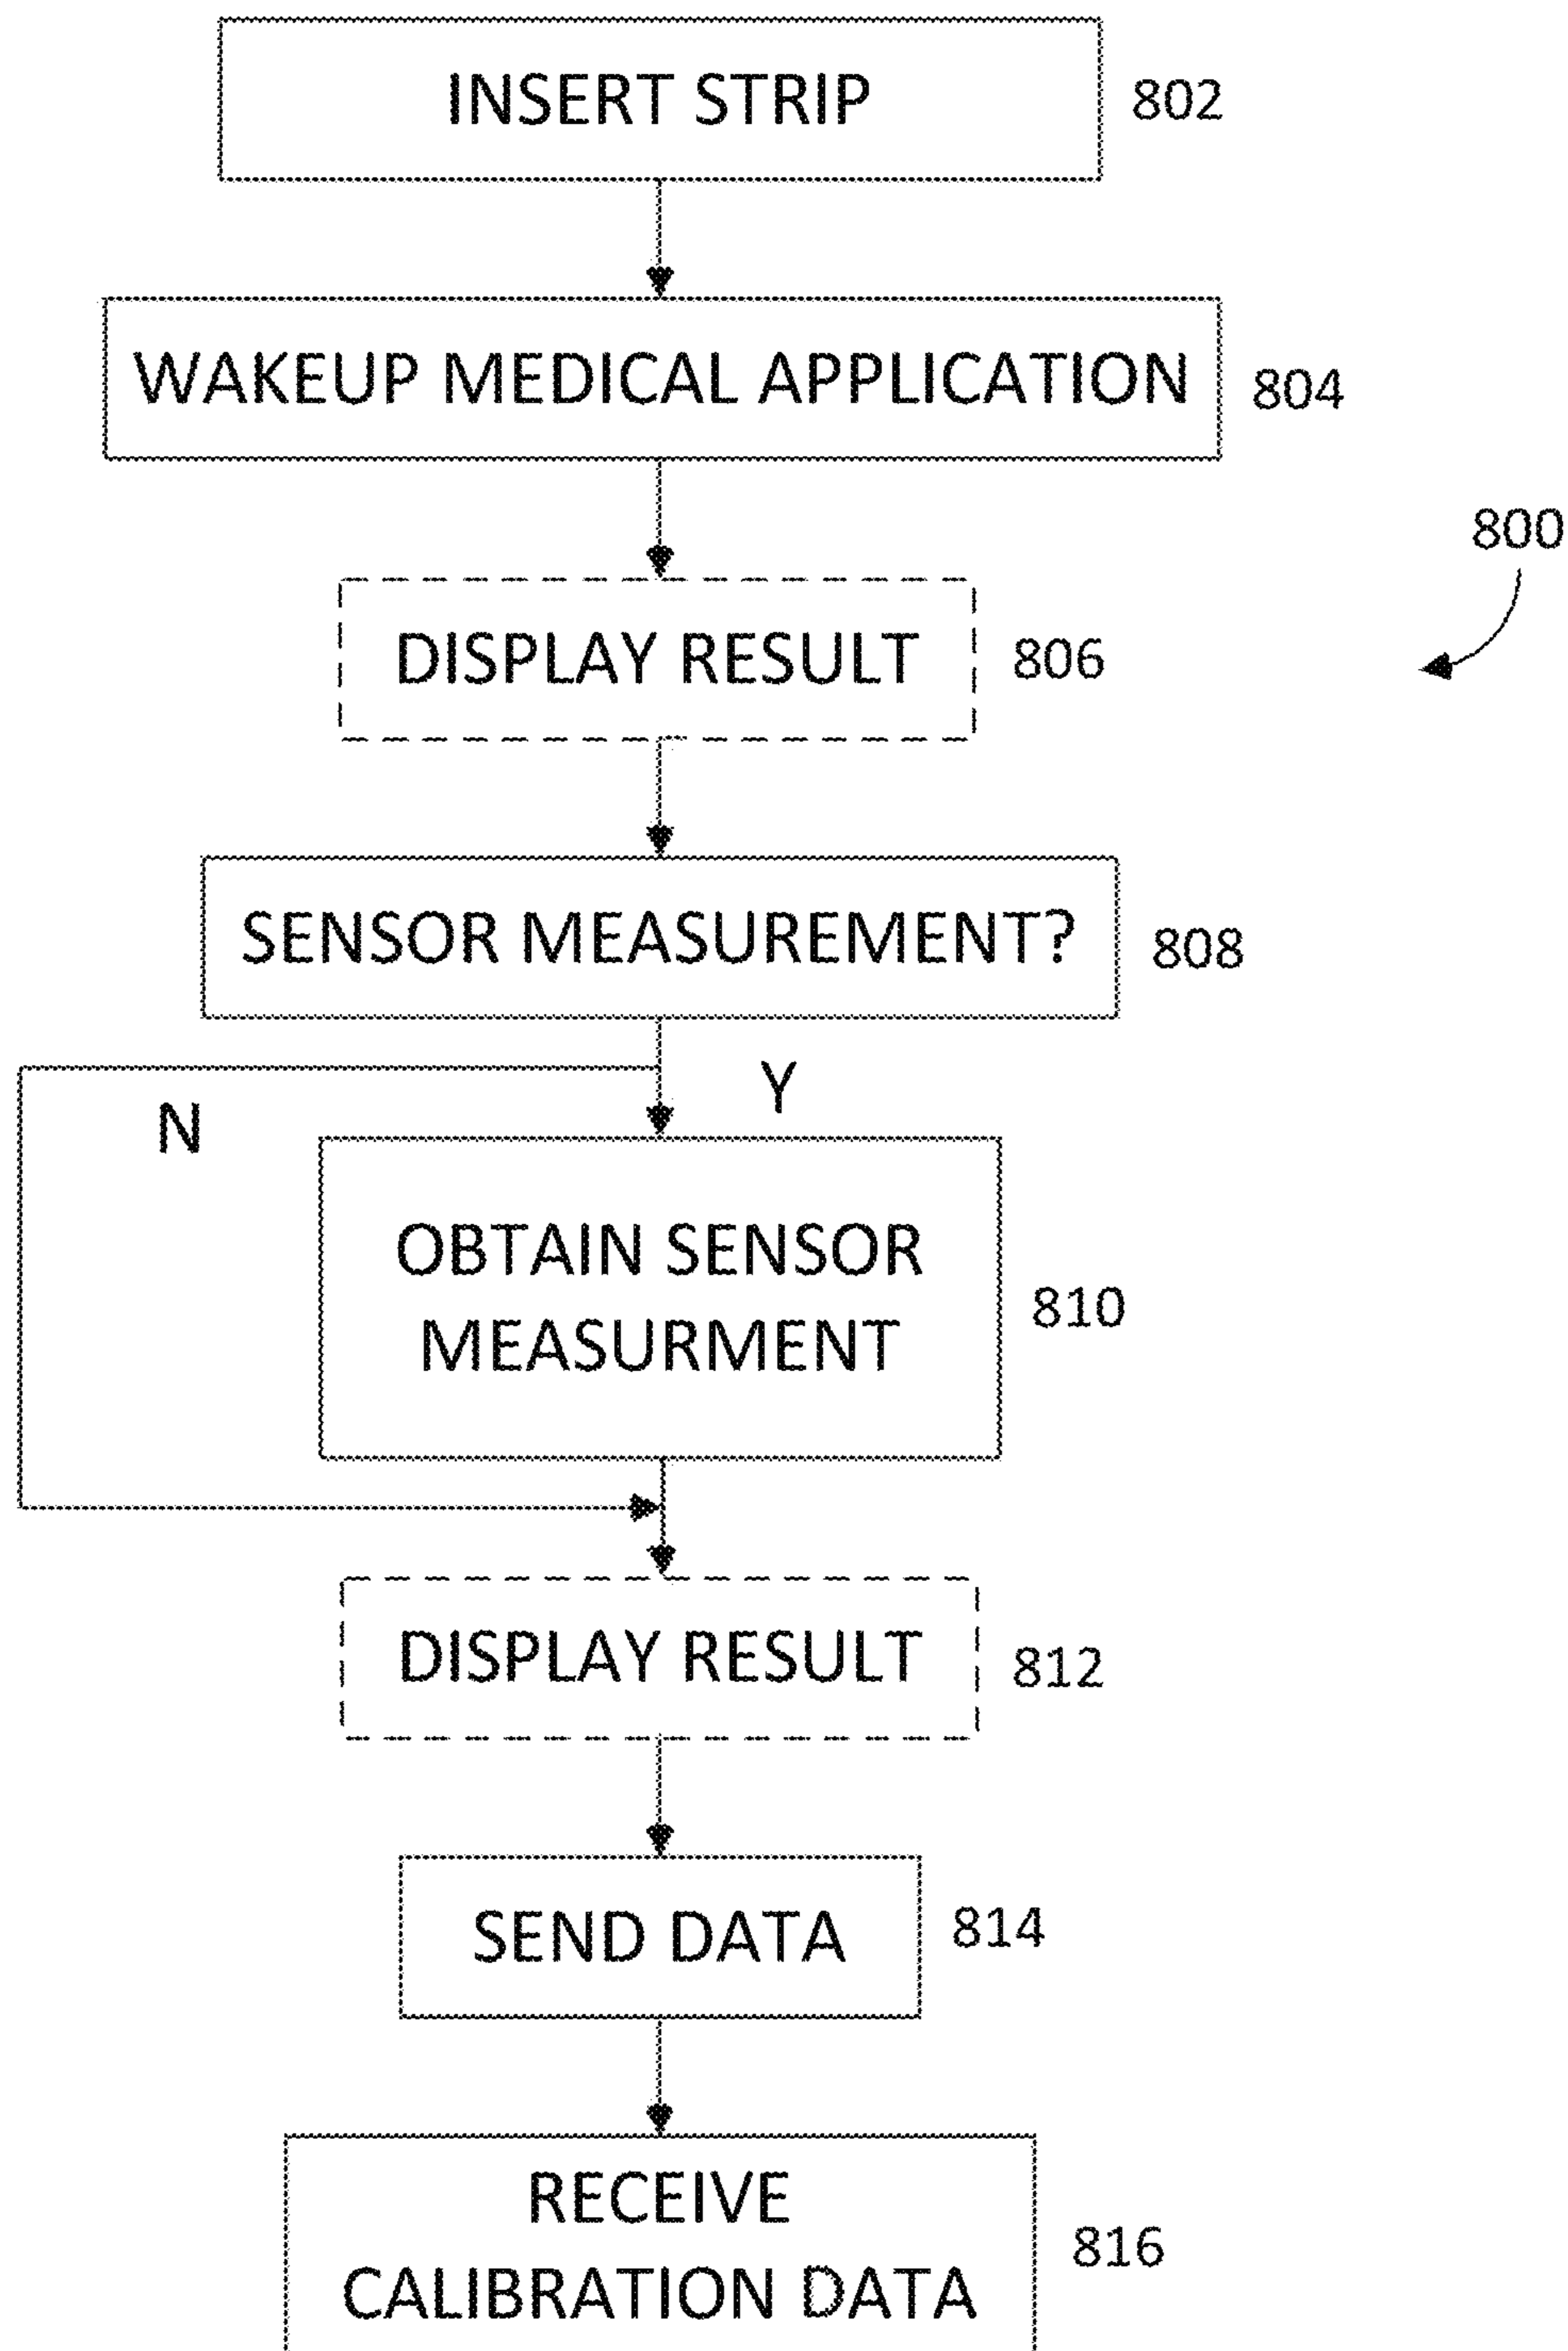 INSERT STRIP
802
WAKEUP MEDICAL APPLICATION
804
800
DISPLAY RESULT
806
SENSOR MEASUREMENT?
808
Y
N
OBTAIN SENSOR
MEASURMENT
810
DISPLAY RESULT
812
SEND DATA
814
RECEIVE
CALIBRATION DATA
816